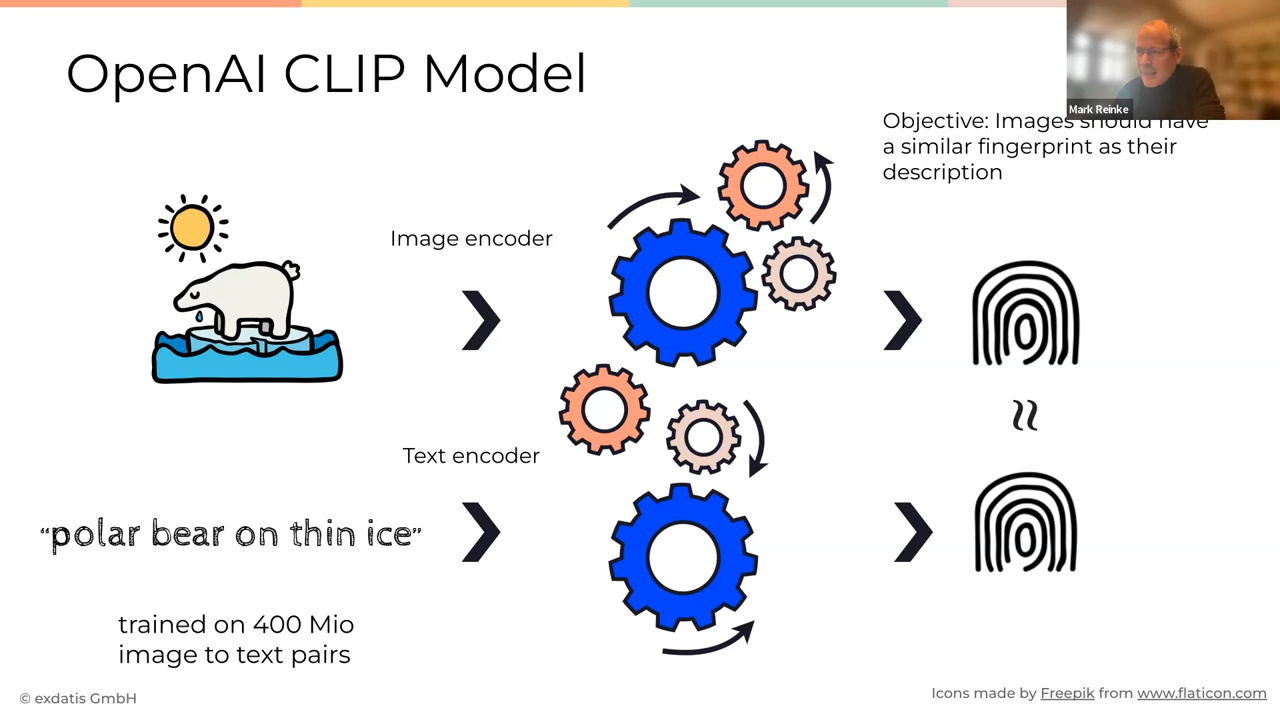 OpenAI CLIP Model
Mark Reinke
Objective: Images should have
a similar fingerprint as their
description
Image encoder
Text encoder
“polar bear on thin ice”
trained on 400 Mio
image to text pairs
© exdatis GmbH
Icons made by Freepik from www.flaticon.com